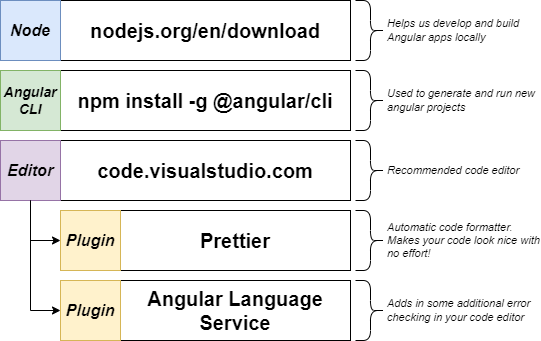 Node
nodejs.org/en/download
Helps us develop and build
Angular apps locally
Angular
CLI
npm install -g @angular/cli
Used to generate and run new
angular projects
Editor
code.visualstudio.com
Recommended code editor
Plugin
Prettier
Automatic code formatter.
Makes your code look nice with
no effort!
Plugin
Angular Language
Service
Adds in some additional error
checking in your code editor